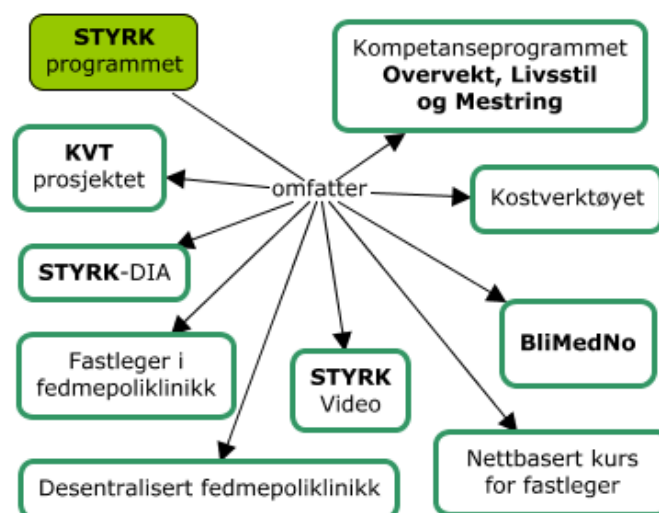 STYRK
programmet
Kompetanseprogrammet
Overvekt, Livsstil
og Mestring
KVT
prosjektet
omfatter
Kostverktøyet
STYRK-DIA
BliMedNo
Fastleger i
fedmepoliklinikk
STYRK
Video
Desentralisert fedmepoliklinikk
Nettbasert kurs
for fastleger